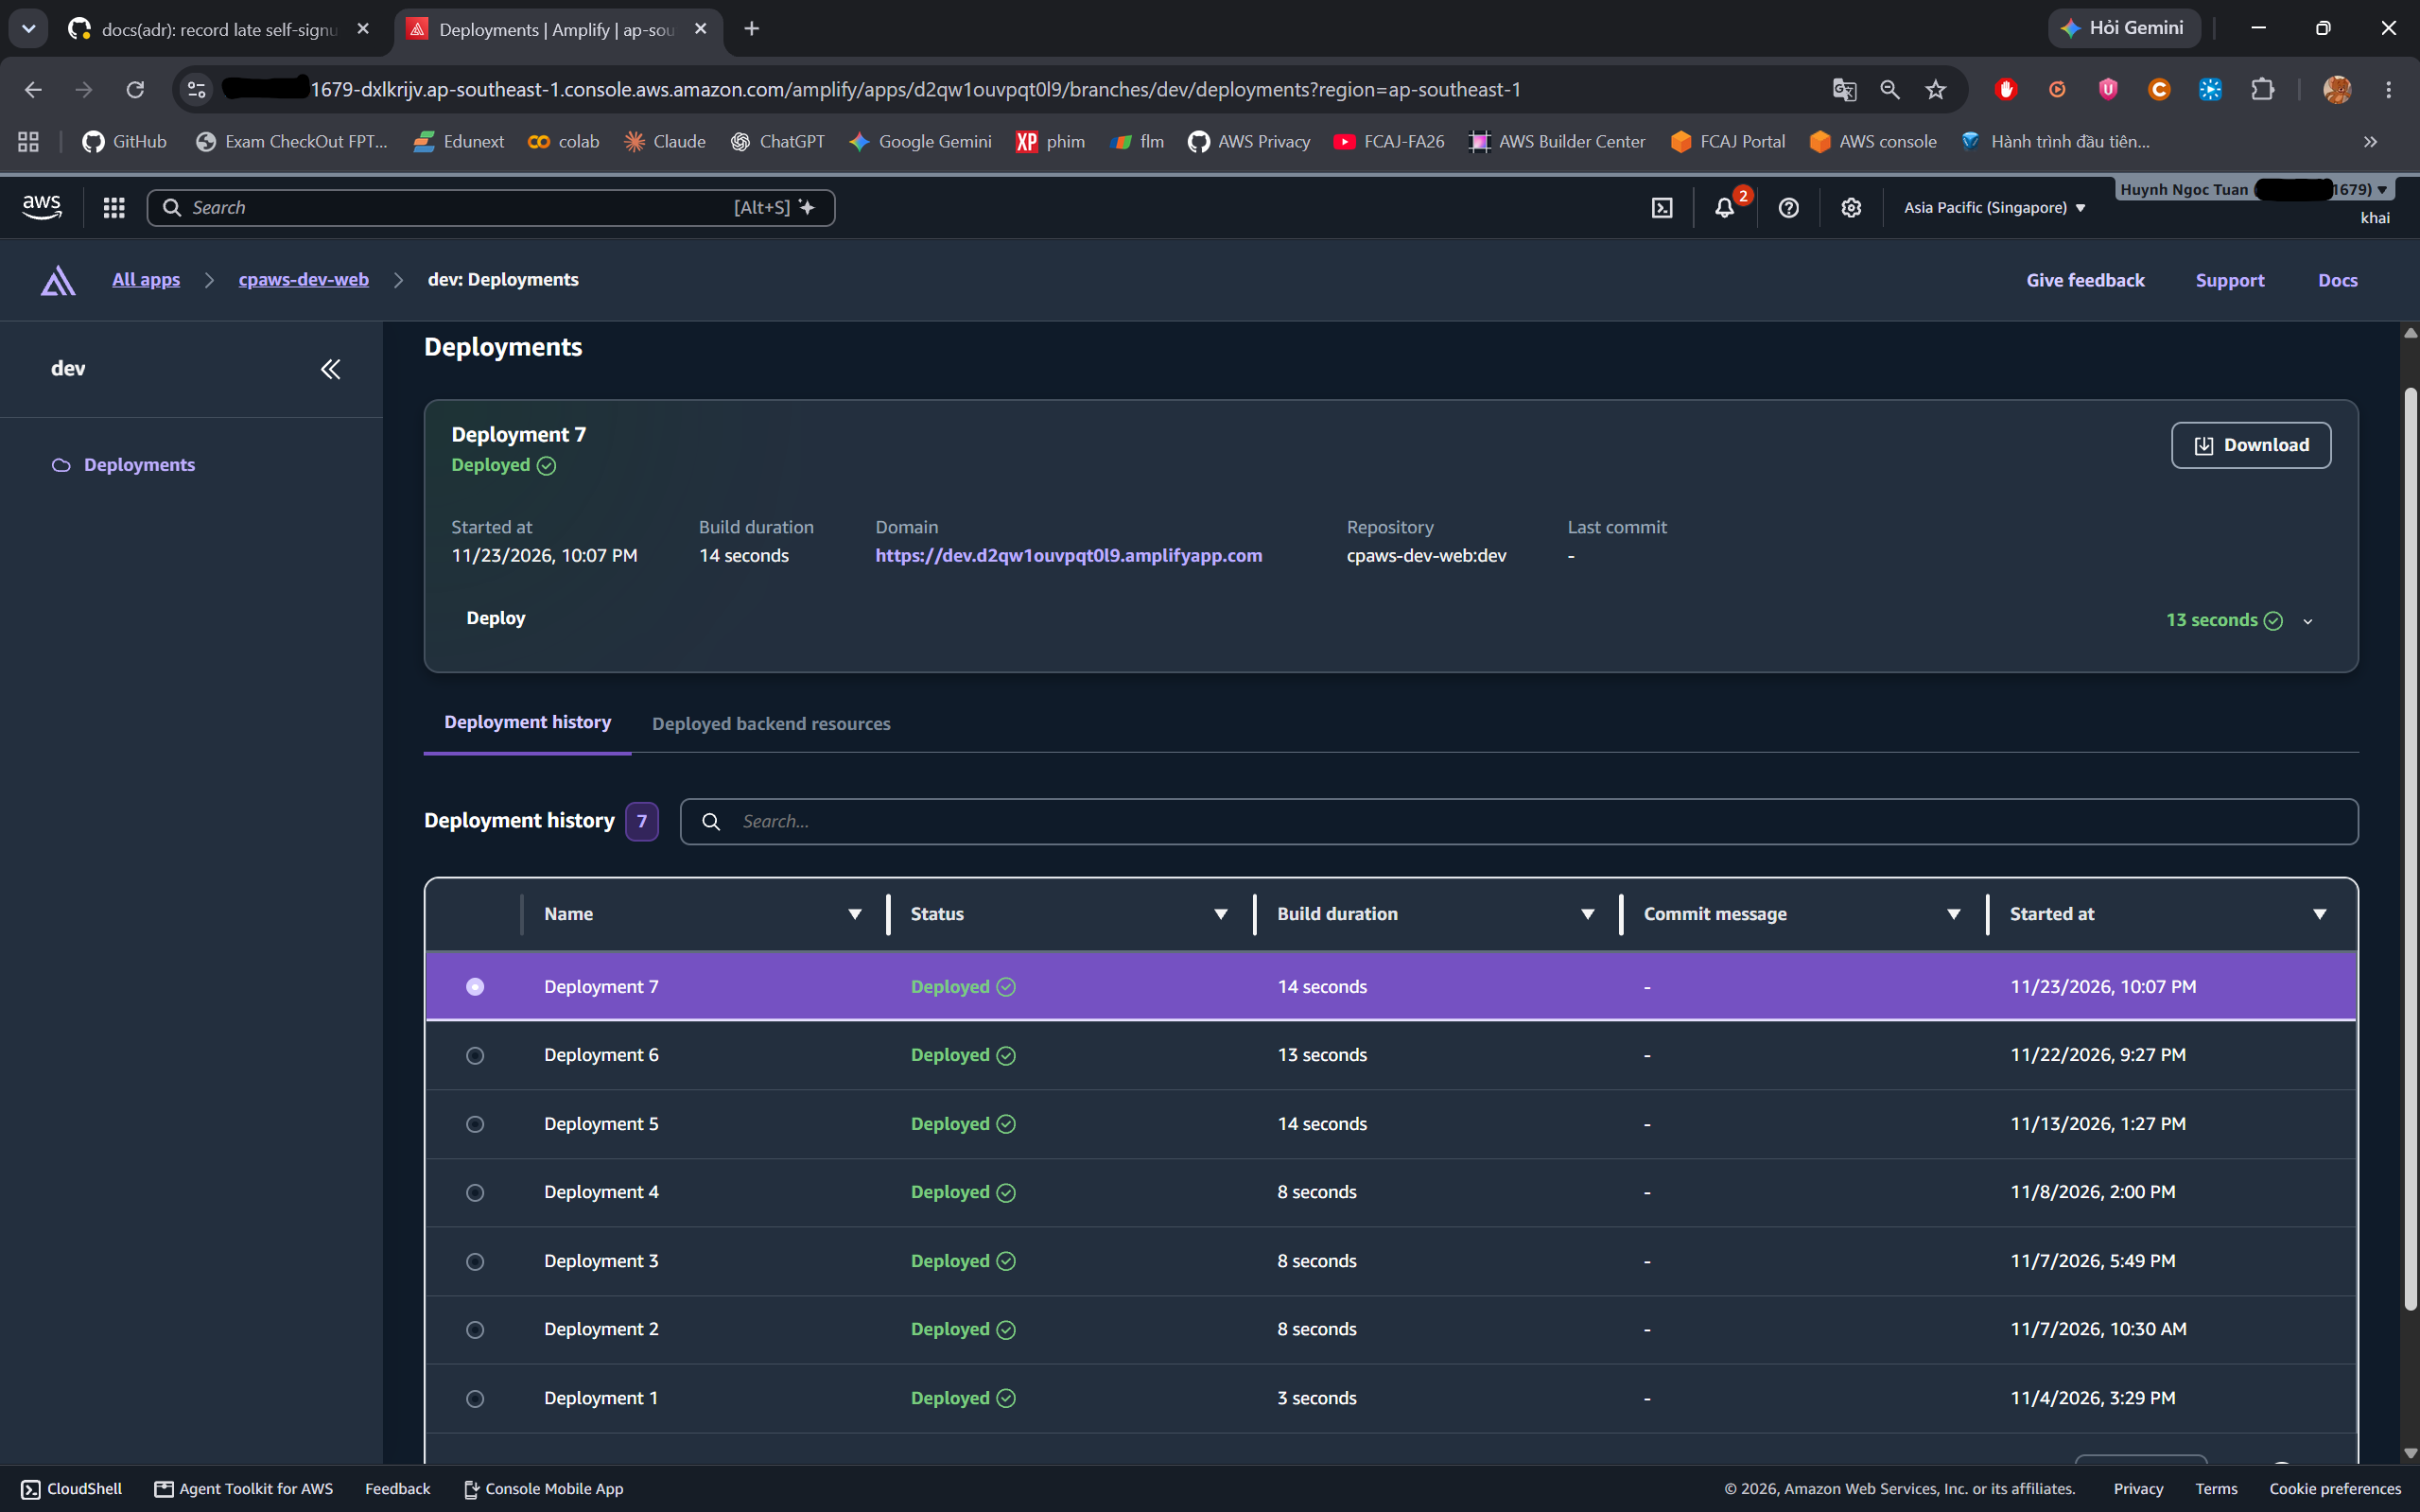 docs(adr): record late self-signu
Deployments | Amplify | ap-sou
Hỏi Gemini
1679-dxlkrijv.ap-southeast-1.console.aws.amazon.com/amplify/apps/d2qw1ouvpqt0l9/branches/dev/deployments?region=ap-southeast-1
GitHub
Exam CheckOut FPT...
Edunext
colab
Claude
ChatGPT
Google Gemini
XP phim
flm
AWS Privacy
FCAJ-FA26
AWS Builder Center
FCAJ Portal
AWS console
Hành trình đầu tiên...
aws
Search
[Alt+S]
2
Asia Pacific (Singapore)
Huynh Ngoc Tuan
1679)
khai
All apps
cpaws-dev-web
dev: Deployments
Give feedback
Support
Docs
dev
Deployments
Deployments
Deployment 7
Deployed
Download
Started at
Build duration
Domain
Repository
Last commit
11/23/2026, 10:07 PM
14 seconds
https://dev.d2qw1ouvpqt0l9.amplifyapp.com
cpaws-dev-web:dev
-
Deploy
13 seconds
Deployment history
Deployed backend resources
Deployment history 7
Search...
Name Status Build duration Commit message Started at
Deployment 7 Deployed 14 seconds - 11/23/2026, 10:07 PM
Deployment 6 Deployed 13 seconds - 11/22/2026, 9:27 PM
Deployment 5 Deployed 14 seconds - 11/13/2026, 1:27 PM
Deployment 4 Deployed 8 seconds - 11/8/2026, 2:00 PM
Deployment 3 Deployed 8 seconds - 11/7/2026, 5:49 PM
Deployment 2 Deployed 8 seconds - 11/7/2026, 10:30 AM
Deployment 1 Deployed 3 seconds - 11/4/2026, 3:29 PM
CloudShell
Agent Toolkit for AWS
Feedback
Console Mobile App
© 2026, Amazon Web Services, Inc. or its affiliates.
Privacy
Terms
Cookie preferences